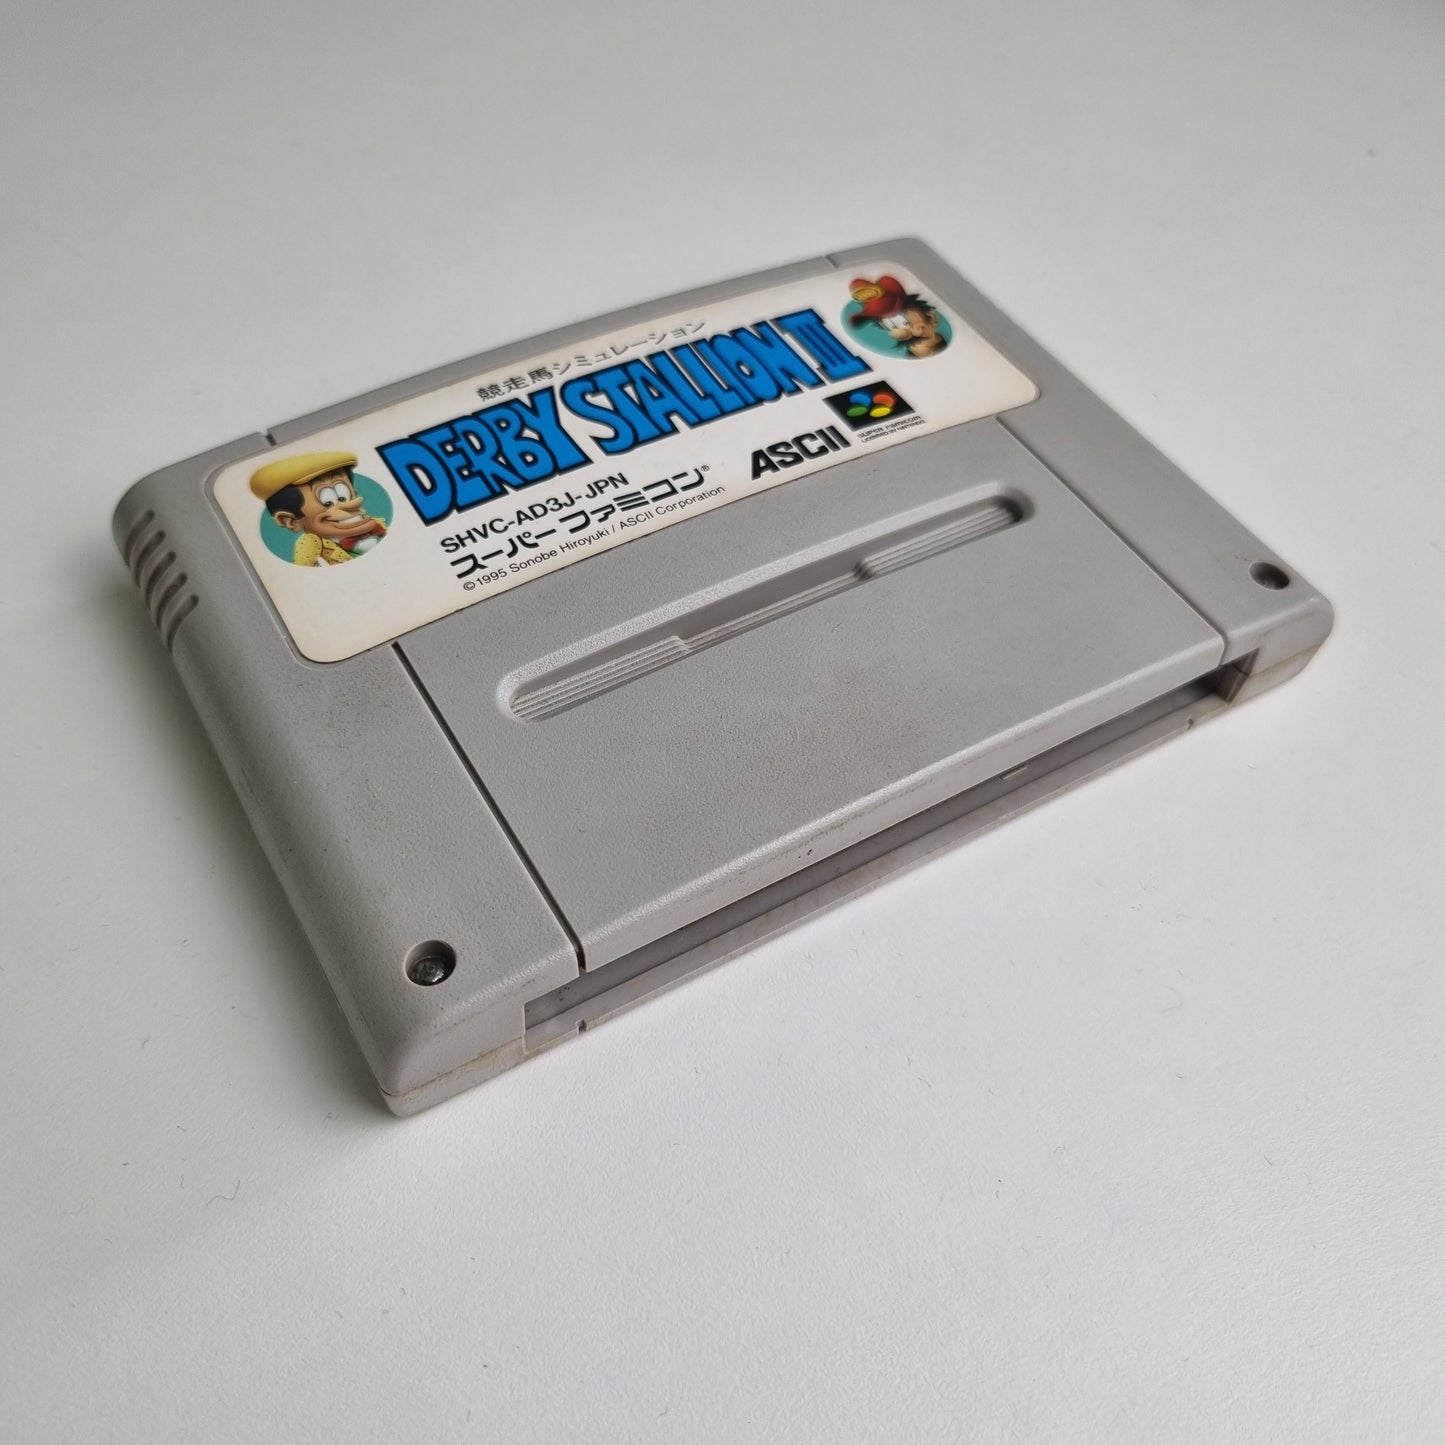 競走馬シミュレーション
DERBY STALLION III
SHVC-AD3J-JPN
スーパーファミコン®
©1995 Sonobe Hiroyuki / ASCII Corporation
ASCII
SUPER FAMICOM
LICENSED BY NINTENDO